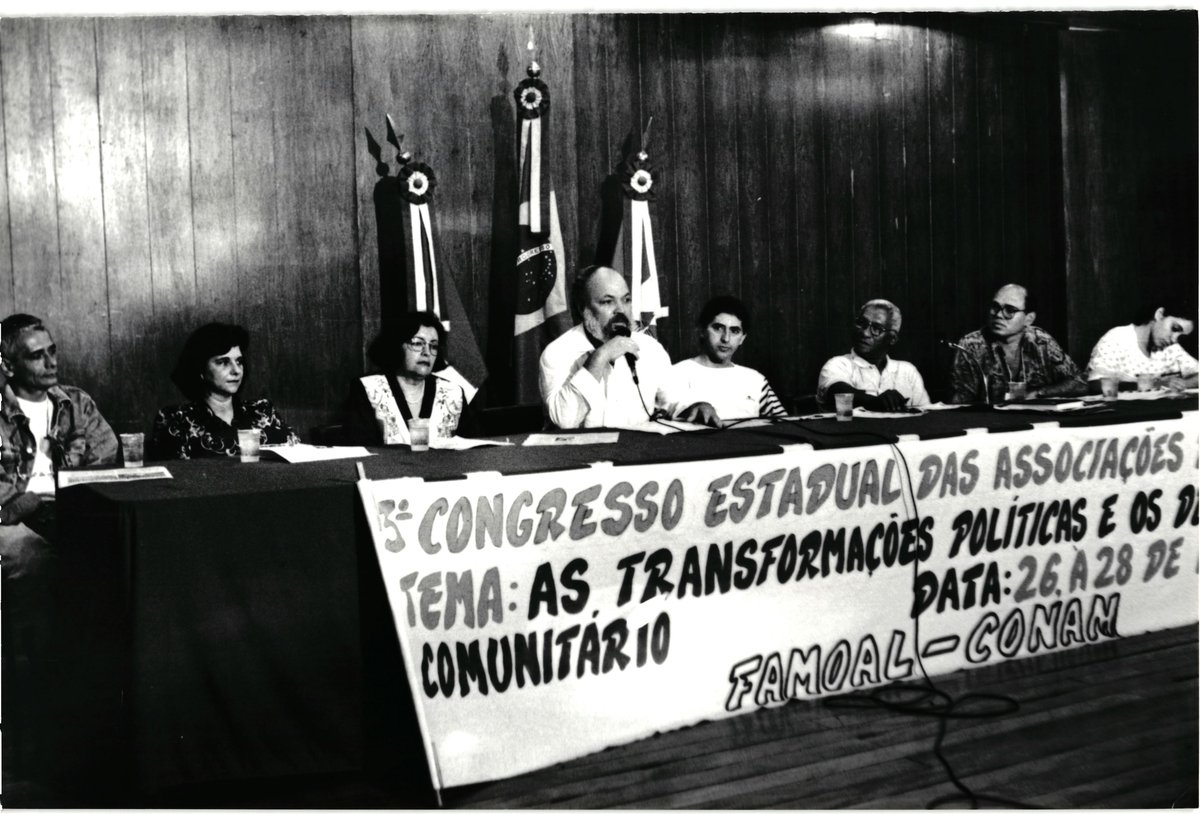 3º CONGRESSO ESTADUAL DAS ASSOCIAÇÕES
TEMA: AS TRANSFORMAÇÕES POLÍTICAS E OS
COMUNITÁRIO DATA: 26 À 28 DE
FAMOAL - CONAM